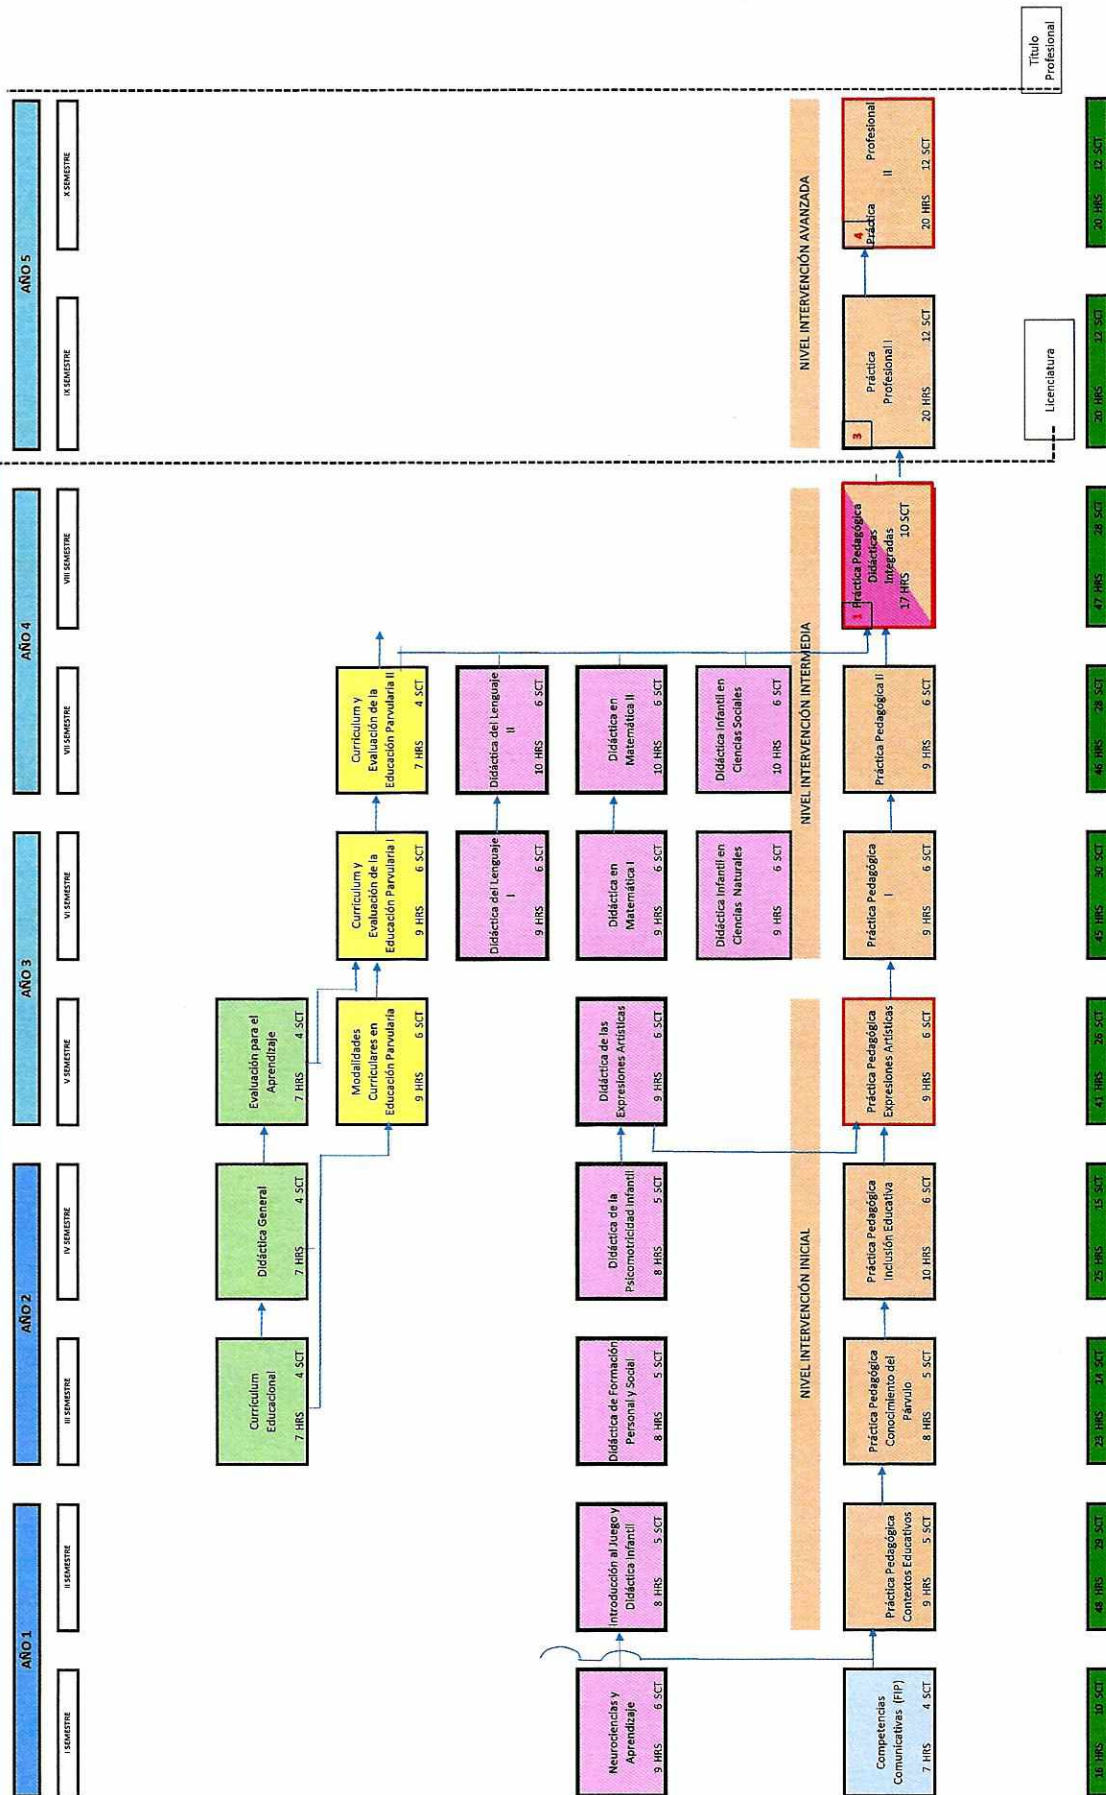 AÑO 1
AÑO 2
AÑO 3
AÑO 4
AÑO 5
I SEMESTRE
II SEMESTRE
III SEMESTRE
IV SEMESTRE
V SEMESTRE
VI SEMESTRE
VII SEMESTRE
VIII SEMESTRE
IX SEMESTRE
X SEMESTRE
Currículum
Educacional
7 HRS 4 SCT
Didáctica General
7 HRS 4 SCT
Evaluación para el
Aprendizaje
7 HRS 4 SCT
Modalidades
Curriculares en
Educación Parvularia
9 HRS 6 SCT
Currículum y
Evaluación de la
Educación Parvularia I
9 HRS 6 SCT
Currículum y
Evaluación de la
Educación Parvularia II
7 HRS 4 SCT
Didáctica del Lenguaje
I
9 HRS 6 SCT
Didáctica del Lenguaje
II
10 HRS 6 SCT
Neurociencias y
Aprendizaje
9 HRS 6 SCT
Introducción al Juego y
Didáctica Infantil
8 HRS 5 SCT
Didáctica de Formación
Personal y Social
8 HRS 5 SCT
Didáctica de la
Psicomotricidad Infantil
8 HRS 5 SCT
Didáctica de las
Expresiones Artísticas
9 HRS 6 SCT
Didáctica en
Matemática I
9 HRS 6 SCT
Didáctica en
Matemática II
10 HRS 6 SCT
Didáctica Infantil en
Ciencias Naturales
9 HRS 6 SCT
Didáctica Infantil en
Ciencias Sociales
10 HRS 6 SCT
NIVEL INTERVENCIÓN INICIAL
NIVEL INTERVENCIÓN INTERMEDIA
NIVEL INTERVENCIÓN AVANZADA
Competencias
Comunicativas (FIP)
7 HRS 4 SCT
Práctica Pedagógica
Contextos Educativos
9 HRS 5 SCT
Práctica Pedagógica
Conocimiento del
Párvulo
8 HRS 5 SCT
Práctica Pedagógica
Inclusión Educativa
10 HRS 6 SCT
Práctica Pedagógica
Expresiones Artísticas
9 HRS 6 SCT
Práctica Pedagógica
I
9 HRS 6 SCT
Práctica Pedagógica II
9 HRS 6 SCT
1
Práctica Pedagógica
Didácticas
Integradas
17 HRS 10 SCT
3
Práctica
Profesional I
20 HRS 12 SCT
4
Práctica Profesional
II
20 HRS 12 SCT
Licenciatura
Título
Profesional
16 HRS 10 SCT
48 HRS 29 SCT
23 HRS 14 SCT
25 HRS 15 SCT
41 HRS 26 SCT
45 HRS 30 SCT
46 HRS 28 SCT
47 HRS 28 SCT
20 HRS 12 SCT
20 HRS 12 SCT